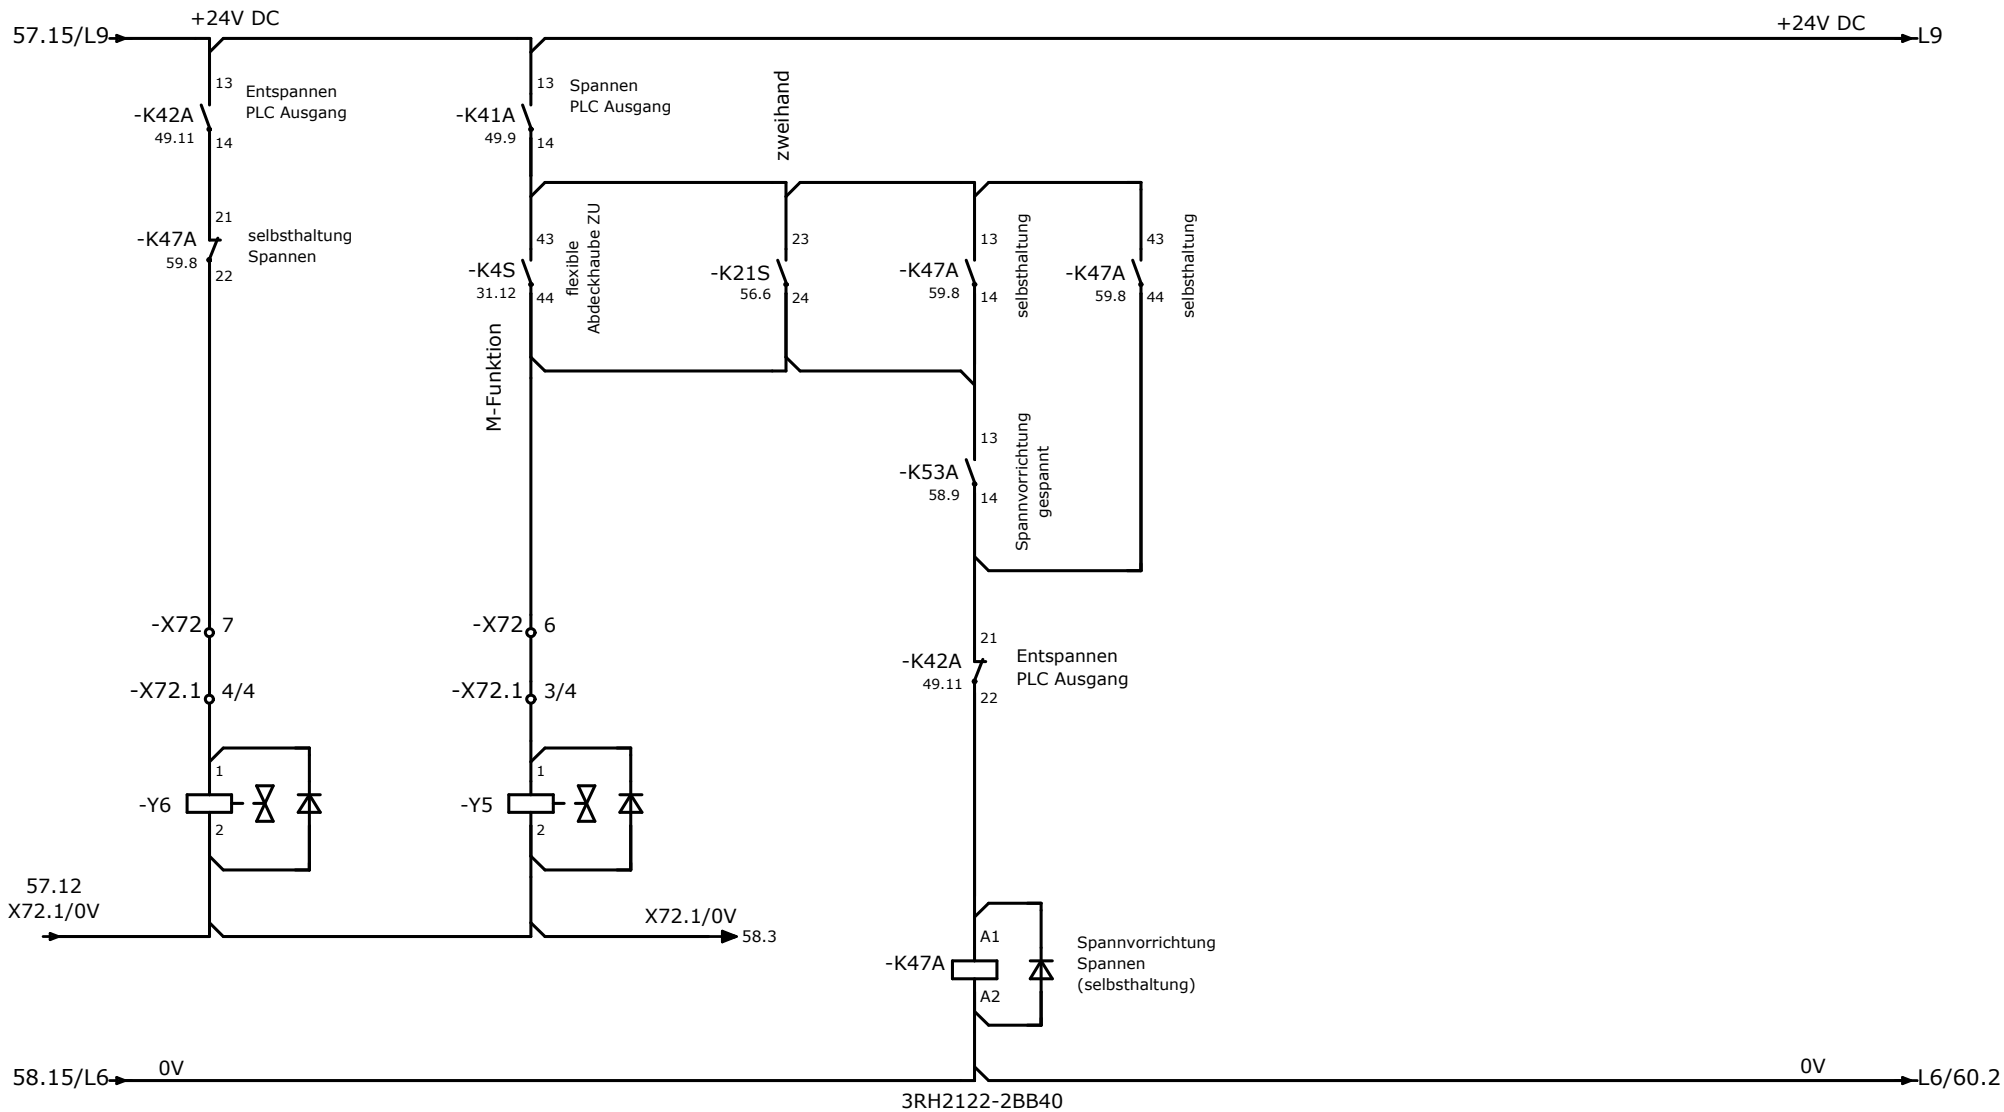 +24V DC
+24V DC
57.15/L9
L9
13
Entspannen
PLC Ausgang
-K42A
49.11
14
13
Spannen
PLC Ausgang
-K41A
49.9
14
zweihand
21
-K47A
59.8
22
selbsthaltung
Spannen
43
-K4S
31.12
44
flexible
Abdeckhaube ZU
M-Funktion
23
-K21S
56.6
24
13
-K47A
59.8
14
selbsthaltung
43
-K47A
59.8
44
selbsthaltung
13
-K53A
58.9
14
Spannvorrichtung
gespannt
-X72
7
-X72
6
21
-K42A
49.11
22
Entspannen
PLC Ausgang
-X72.1
4/4
-X72.1
3/4
1
-Y6
2
1
-Y5
2
57.12
X72.1/0V
X72.1/0V
58.3
A1
-K47A
A2
Spannvorrichtung
Spannen
(selbsthaltung)
58.15/L6
0V
0V
L6/60.2
3RH2122-2BB40